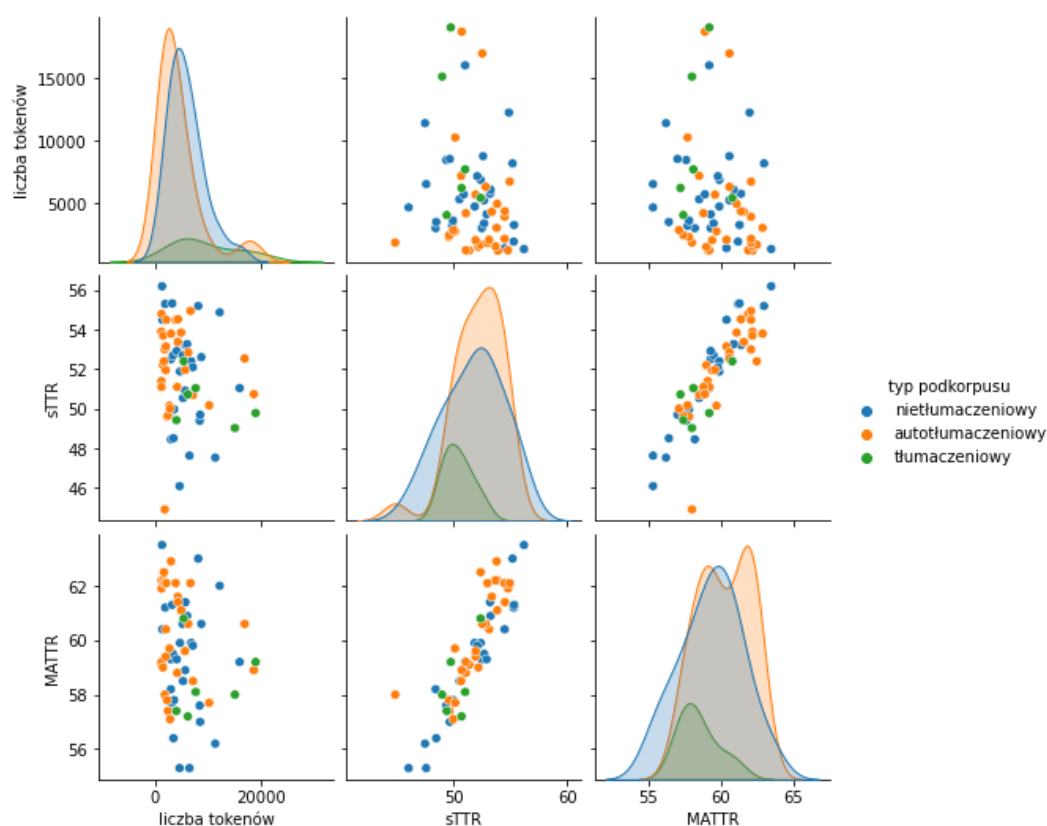 liczba tokenów
15000
10000
5000
sTTR
56
54
52
50
48
46
MATTR
62
60
58
56
0
20000
liczba tokenów
50
60
sTTR
55
60
65
MATTR
typ podkorpusu
nietłumaczeniowy
autotłumaczeniowy
tłumaczeniowy